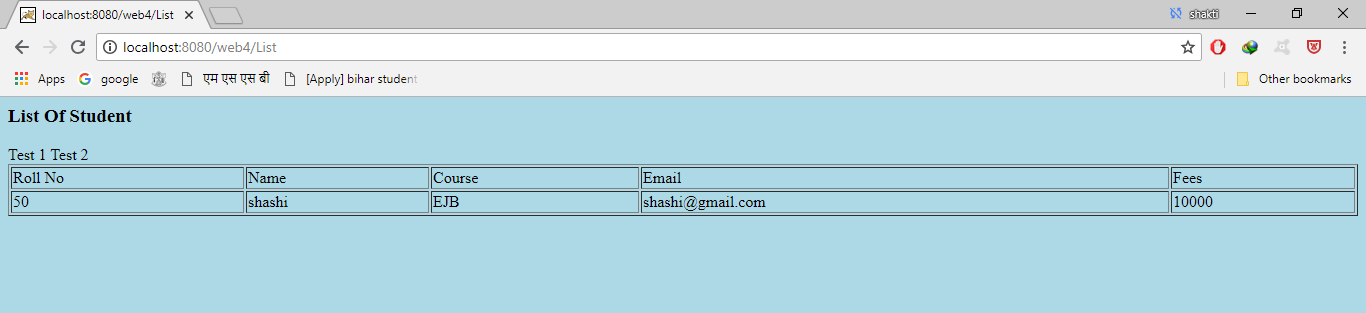 localhost:8080/web4/List
shakti
localhost:8080/web4/List
Apps google एम एस एस बी [Apply] bihar student Other bookmarks
List Of Student
Test 1 Test 2
Roll No Name Course Email Fees
50 shashi EJB shashi@gmail.com 10000